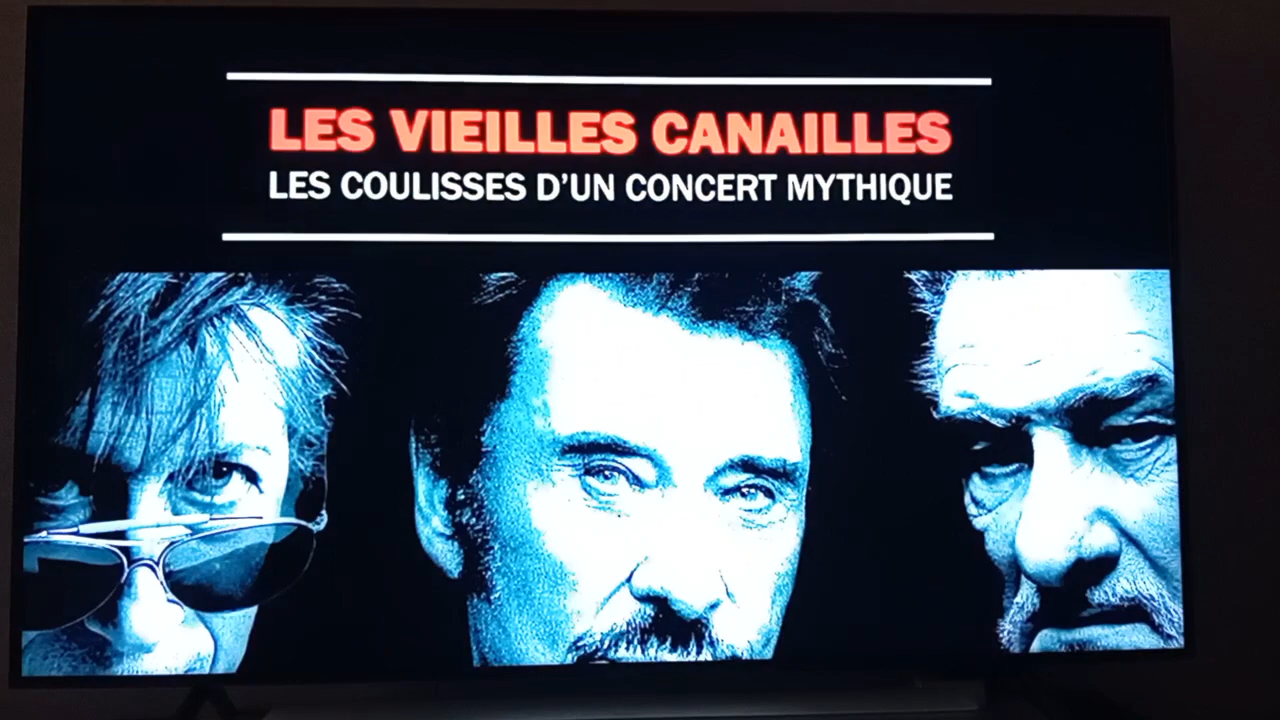 LES VIEILLES CANAILLES
LES COULISSES D'UN CONCERT MYTHIQUE